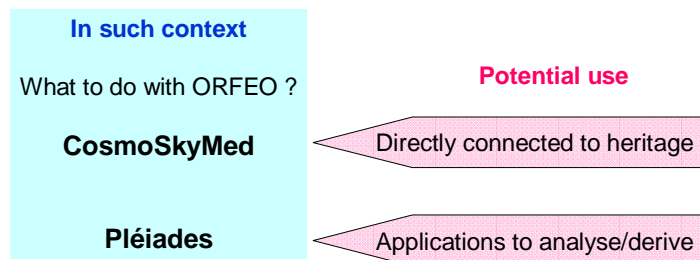 In such context
What to do with ORFEO ?
Potential use
CosmoSkyMed
Directly connected to heritage
Pléiades
Applications to analyse/derive